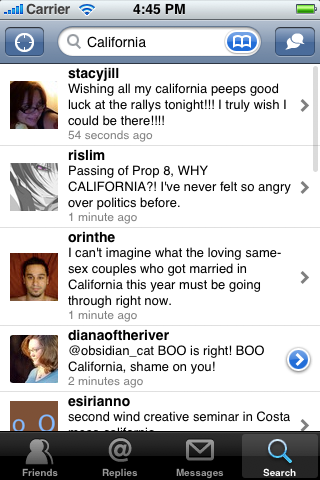 Carrier 4:45 PM
California
stacyjill
Wishing all my california peeps good
luck at the rallys tonight!!! I truly wish I
could be there!!!!
54 seconds ago
rislim
Passing of Prop 8, WHY
CALIFORNIA?! I've never felt so angry
over politics before.
1 minute ago
orinthe
I can't imagine what the loving same-
sex couples who got married in
California this year must be going
through right now.
1 minute ago
dianaoftheriver
@obsidian_cat BOO is right! BOO
California, shame on you!
2 minutes ago
esirianno
second wind creative seminar in Costa
mesa california
Friends Replies Messages Search